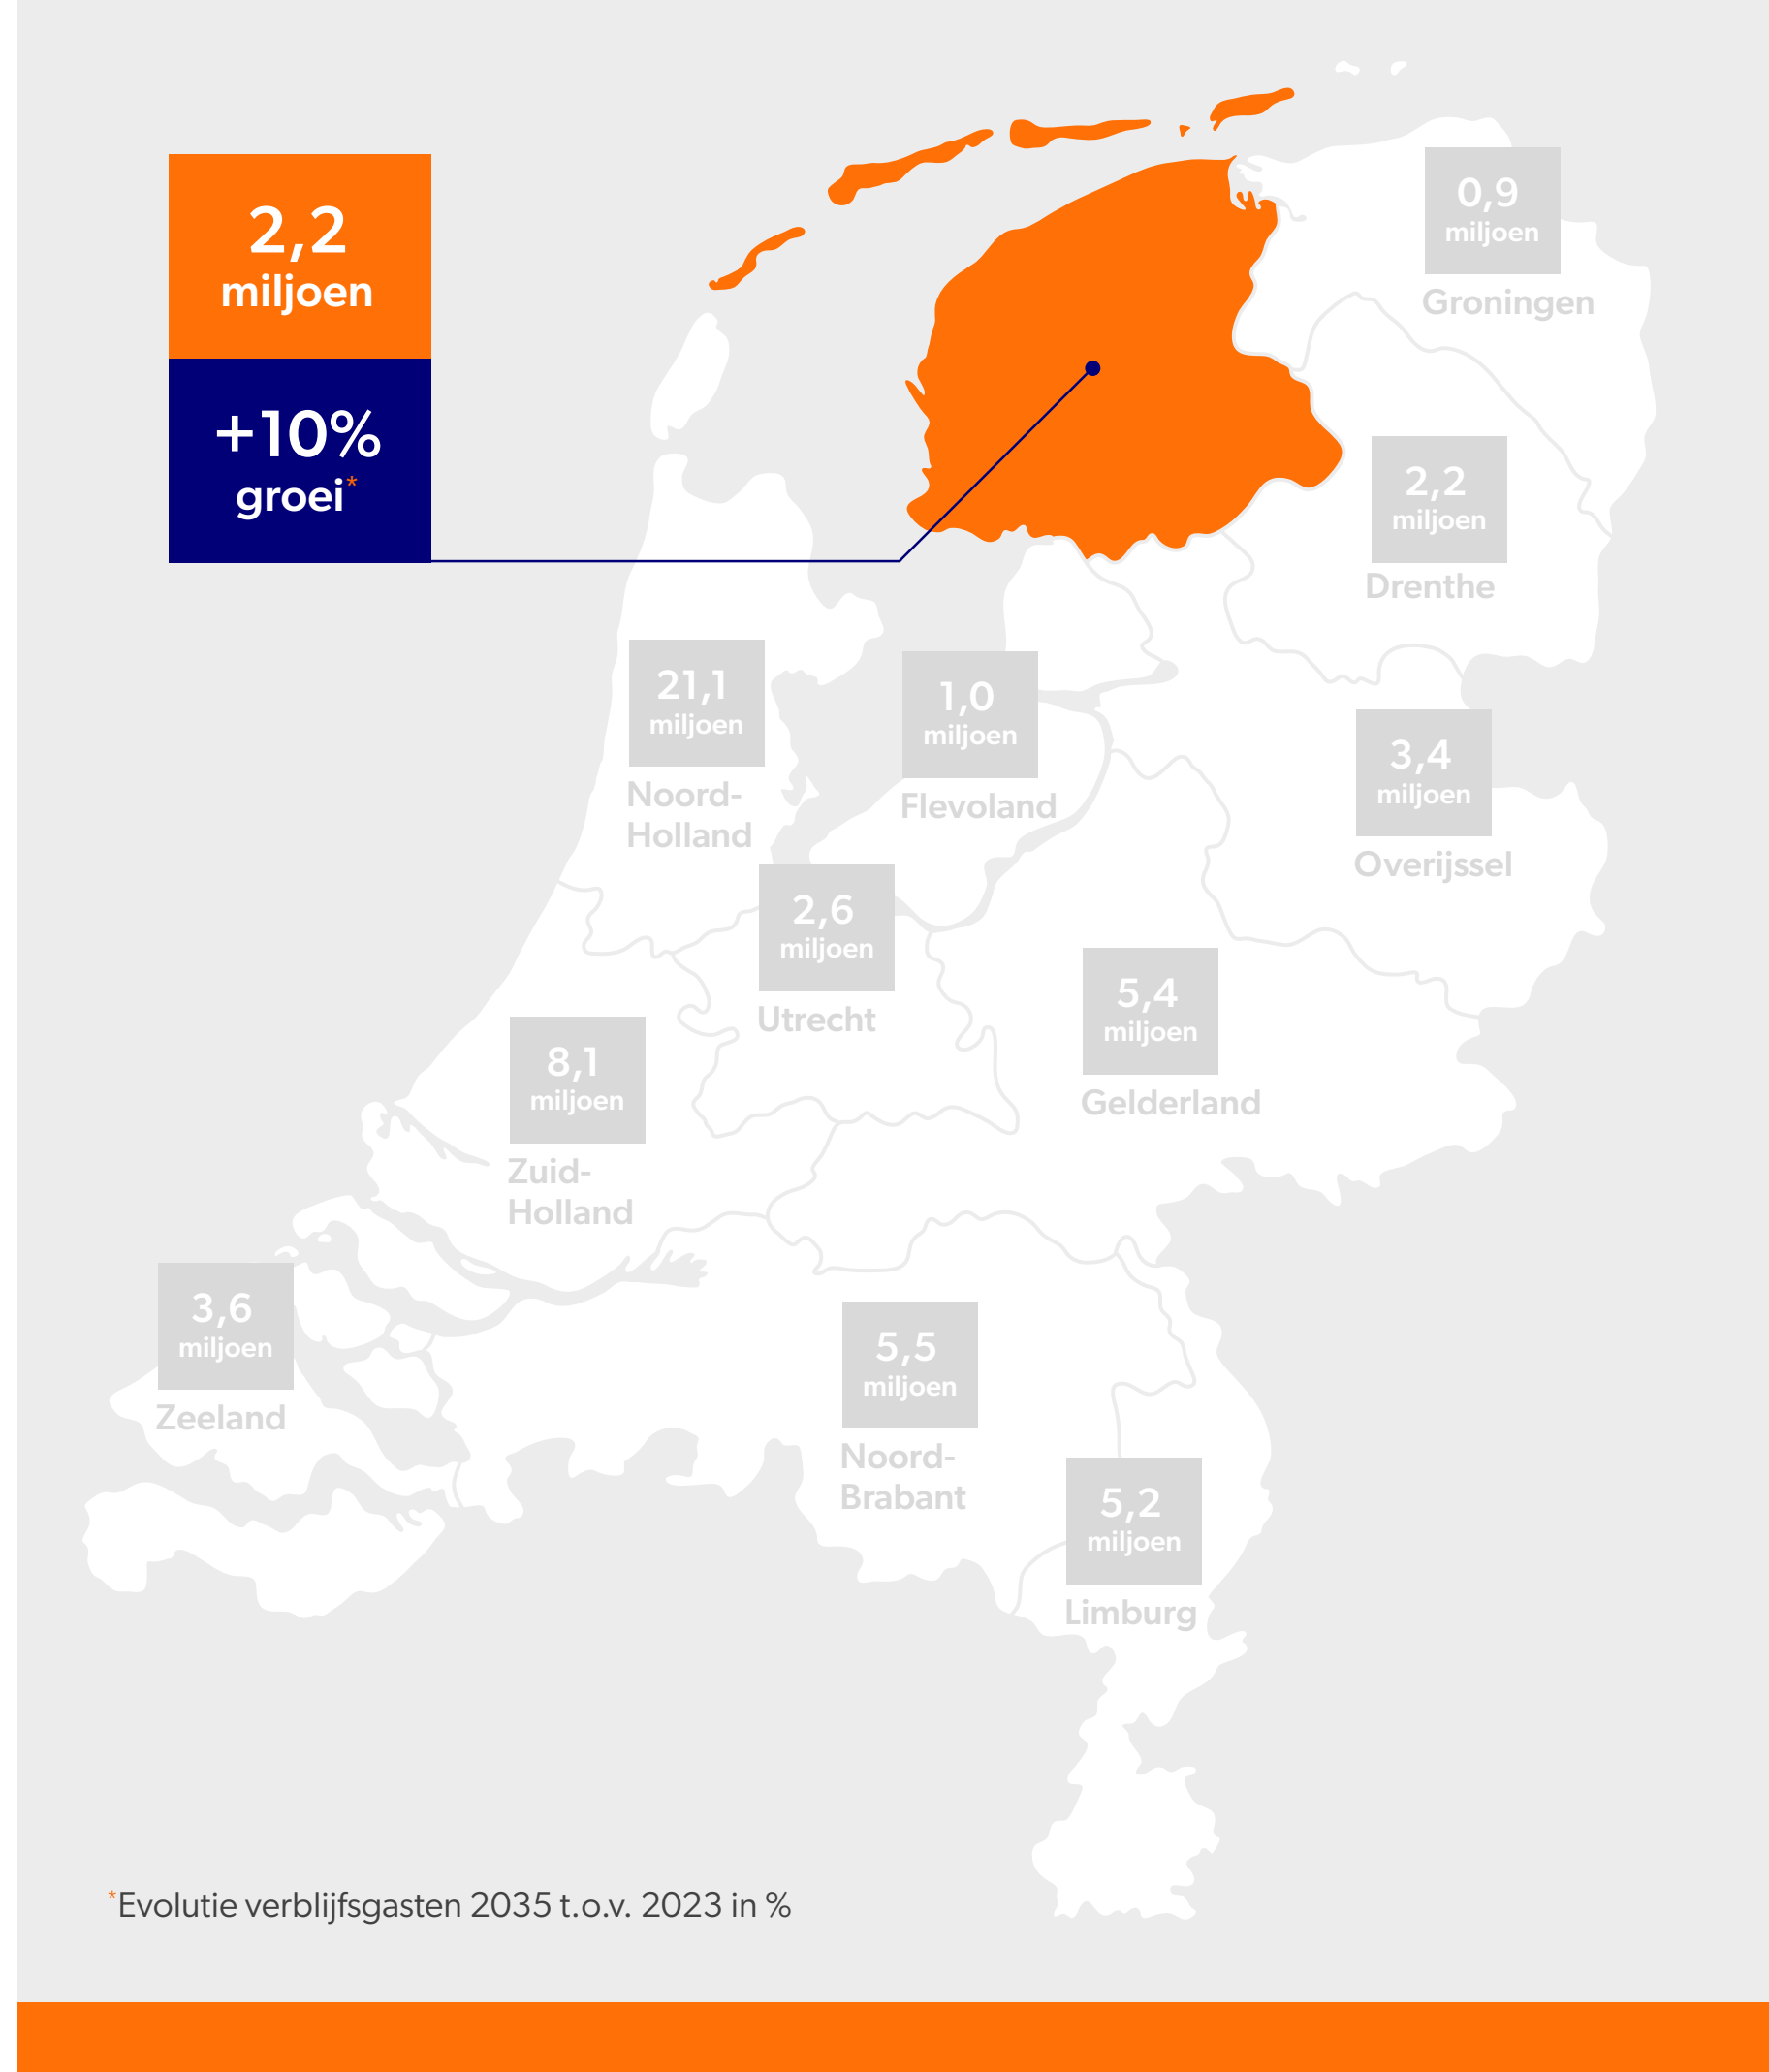 2,2
miljoen
+10%
groei*
0,9
miljoen
Groningen
2,2
miljoen
Drenthe
21,1
miljoen
Noord-
Holland
1,0
miljoen
Flevoland
3,4
miljoen
Overijssel
2,6
miljoen
Utrecht
5,4
miljoen
Gelderland
8,1
miljoen
Zuid-
Holland
3,6
miljoen
Zeeland
5,5
miljoen
Noord-
Brabant
5,2
miljoen
Limburg
*Evolutie verblijfsgasten 2035 t.o.v. 2023 in %